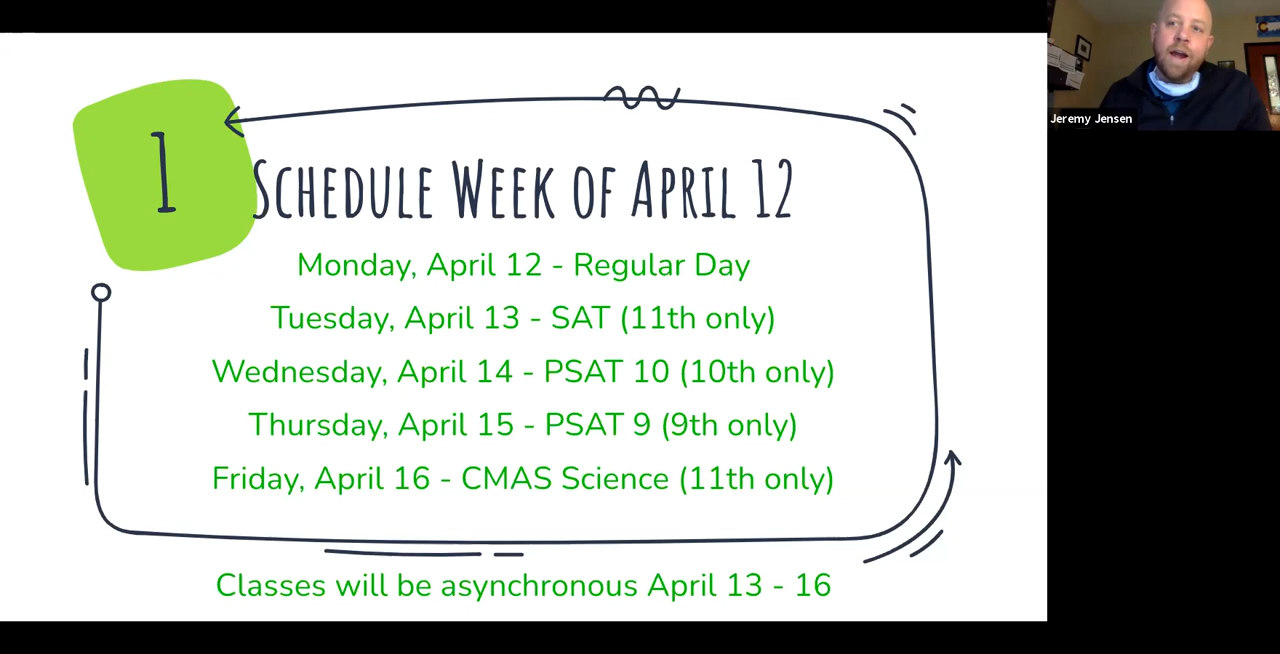 1
Schedule Week of April 12
Monday, April 12 - Regular Day
Tuesday, April 13 - SAT (11th only)
Wednesday, April 14 - PSAT 10 (10th only)
Thursday, April 15 - PSAT 9 (9th only)
Friday, April 16 - CMAS Science (11th only)
Classes will be asynchronous April 13 - 16
Jeremy Jensen